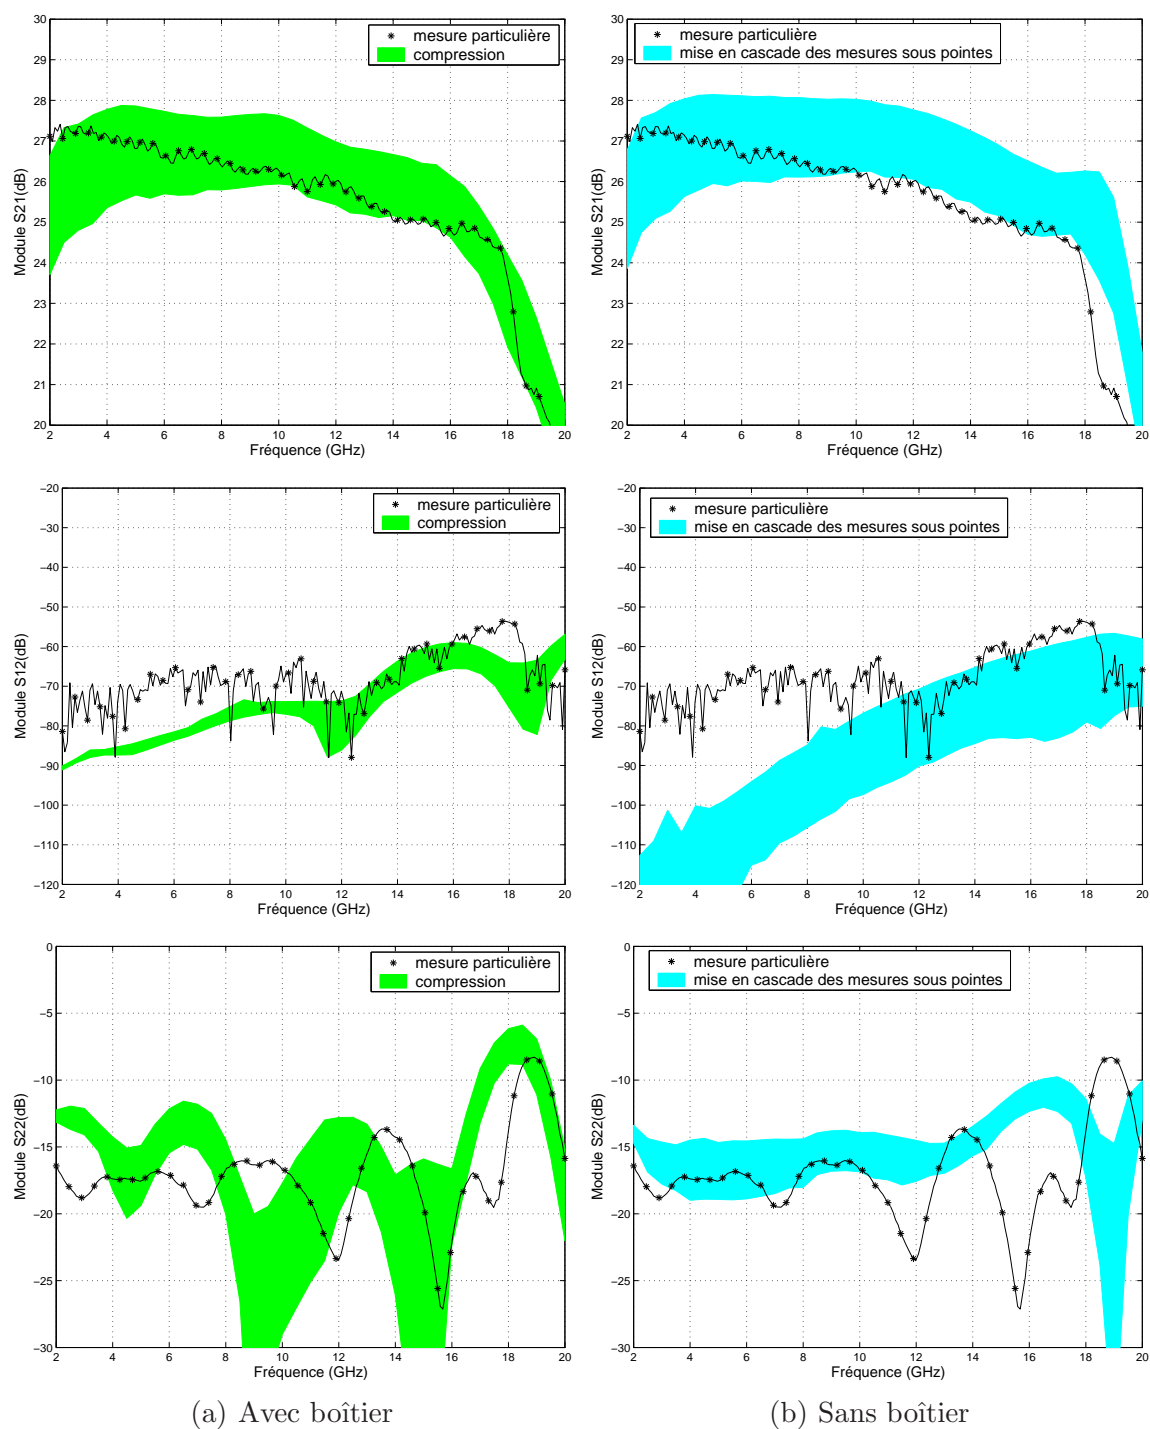 mesure particulière
compression
30
29
28
27
26
25
24
23
22
21
20
Module S21(dB)
2 4 6 8 10 12 14 16 18 20
Fréquence (GHz)
mesure particulière
mise en cascade des mesures sous pointes
30
29
28
27
26
25
24
23
22
21
20
Module S21(dB)
2 4 6 8 10 12 14 16 18 20
Fréquence (GHz)
mesure particulière
compression
−20
−30
−40
−50
−60
−70
−80
−90
−100
−110
−120
Module S12(dB)
2 4 6 8 10 12 14 16 18 20
Fréquence (GHz)
mesure particulière
mise en cascade des mesures sous pointes
−20
−30
−40
−50
−60
−70
−80
−90
−100
−110
−120
Module S12(dB)
2 4 6 8 10 12 14 16 18 20
Fréquence (GHz)
mesure particulière
compression
0
−5
−10
−15
−20
−25
−30
Module S22(dB)
2 4 6 8 10 12 14 16 18 20
Fréquence (GHz)
mesure particulière
mise en cascade des mesures sous pointes
0
−5
−10
−15
−20
−25
−30
Module S22(dB)
2 4 6 8 10 12 14 16 18 20
Fréquence (GHz)
(a) Avec boîtier
(b) Sans boîtier